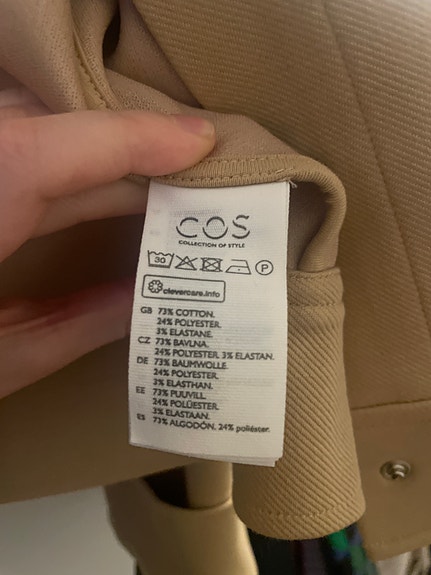 COS
COLLECTION OF STYLE
30 P
clevercare.info
GB 73% COTTON.
24% POLYESTER.
3% ELASTANE.
CZ 73% BAVLNA.
24% POLYESTER. 3% ELASTAN.
DE 73% BAUMWOLLE.
24% POLYESTER.
3% ELASTHAN.
EE 73% PUUVILL.
24% POLÜESTER.
3% ELASTAAN.
ES 73% ALGODÓN. 24% poliéster.